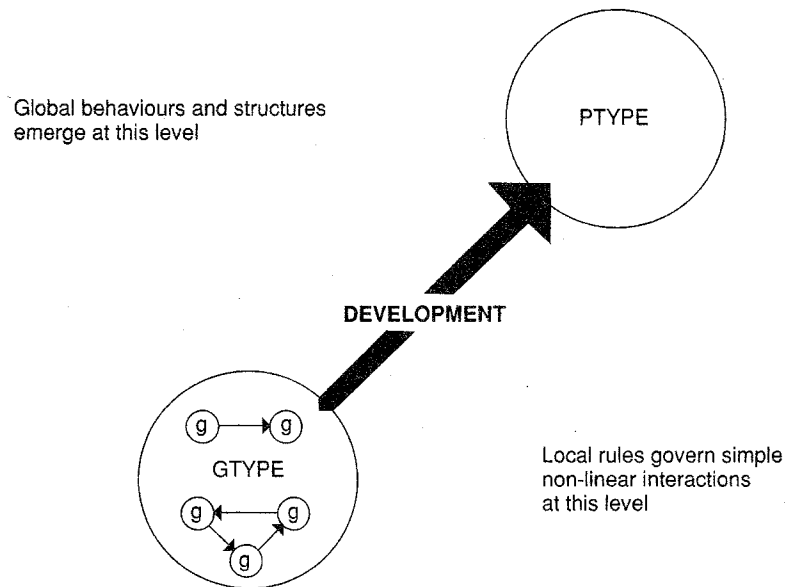 Global behaviours and structures
emerge at this level
PTYPE
DEVELOPMENT
g
g
GTYPE
g
g
g
Local rules govern simple
non-linear interactions
at this level